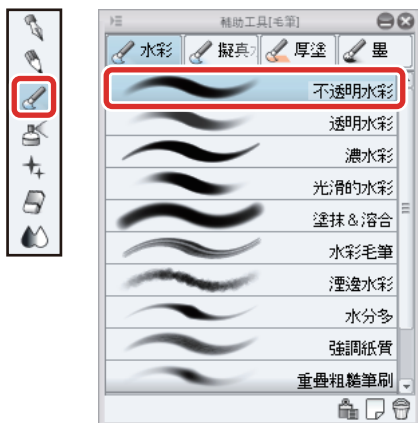 補助工具[毛筆]
水彩 擬真 厚塗 墨
不透明水彩
透明水彩
濃水彩
光滑的水彩
塗抹&溶合
水彩毛筆
溼邊水彩
水分多
強調紙質
重疊粗糙筆刷